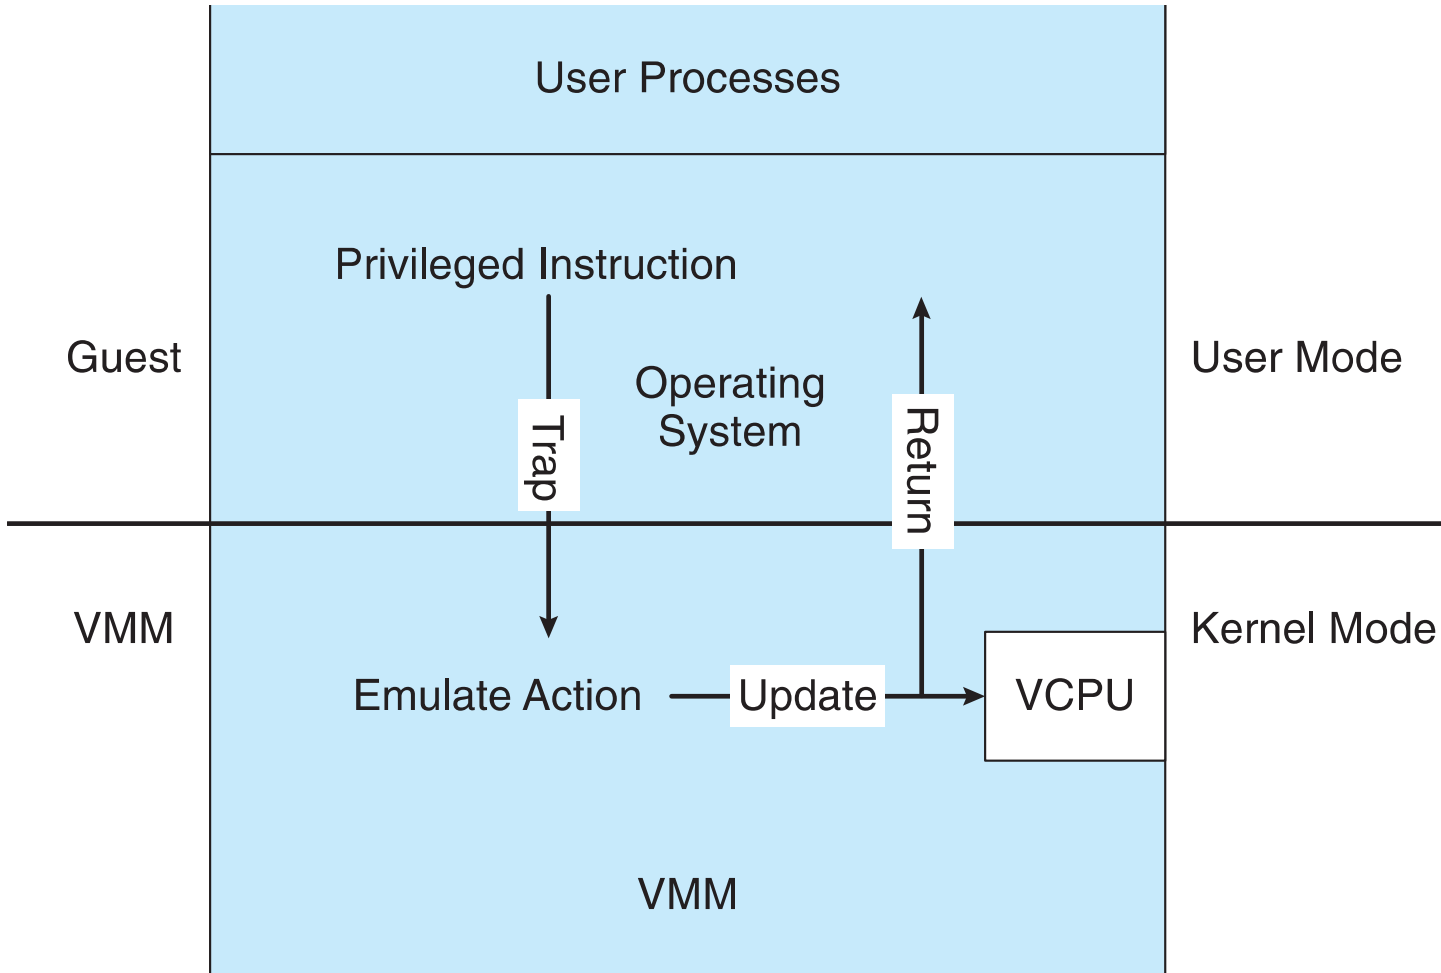 User Processes
Privileged Instruction
Guest
Operating
System
User Mode
Trap
Return
VMM
Kernel Mode
Emulate Action
Update
VCPU
VMM